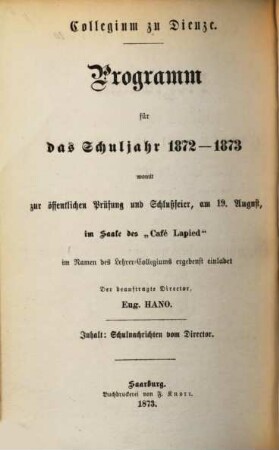 Collegium zu Dieuze.
Programm
für
das Schuljahr 1872—1873
womit
zur öffentlichen Prüfung und Schlußfeier, am 19. August,
im Saale des „Café Lapied"
im Namen des Lehrer-Collegiums ergebenst einladet
Der beauftragte Director,
Eug. HANO.
Inhalt: Schulnachrichten vom Director.
Saarburg.
Buchdruckerei von F. Knorr.
1873.